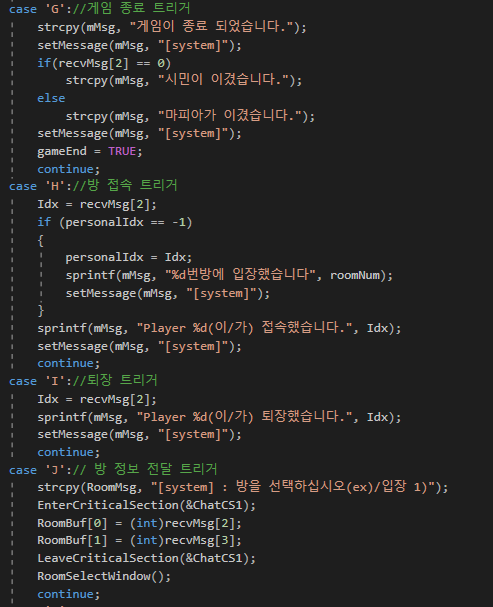 case 'G'://게임 종료 트리거
strcpy(mMsg, "게임이 종료 되었습니다.");
setMessage(mMsg, "[system]");
if(recvMsg[2] == 0)
strcpy(mMsg, "시민이 이겼습니다.");
else
strcpy(mMsg, "마피아가 이겼습니다.");
setMessage(mMsg, "[system]");
gameEnd = TRUE;
continue;
case 'H'://방 접속 트리거
Idx = recvMsg[2];
if (personalIdx == -1)
{
personalIdx = Idx;
sprintf(mMsg, "%d번방에 입장했습니다", roomNum);
setMessage(mMsg, "[system]");
}
sprintf(mMsg, "Player %d(이/가) 접속했습니다.", Idx);
setMessage(mMsg, "[system]");
continue;
case 'I'://퇴장 트리거
Idx = recvMsg[2];
sprintf(mMsg, "Player %d(이/가) 퇴장했습니다.", Idx);
setMessage(mMsg, "[system]");
continue;
case 'J':// 방 정보 전달 트리거
strcpy(RoomMsg, "[system] : 방을 선택하십시오(ex)/입장 1)");
EnterCriticalSection(&ChatCS1);
RoomBuf[0] = (int)recvMsg[2];
RoomBuf[1] = (int)recvMsg[3];
LeaveCriticalSection(&ChatCS1);
RoomSelectWindow();
continue;